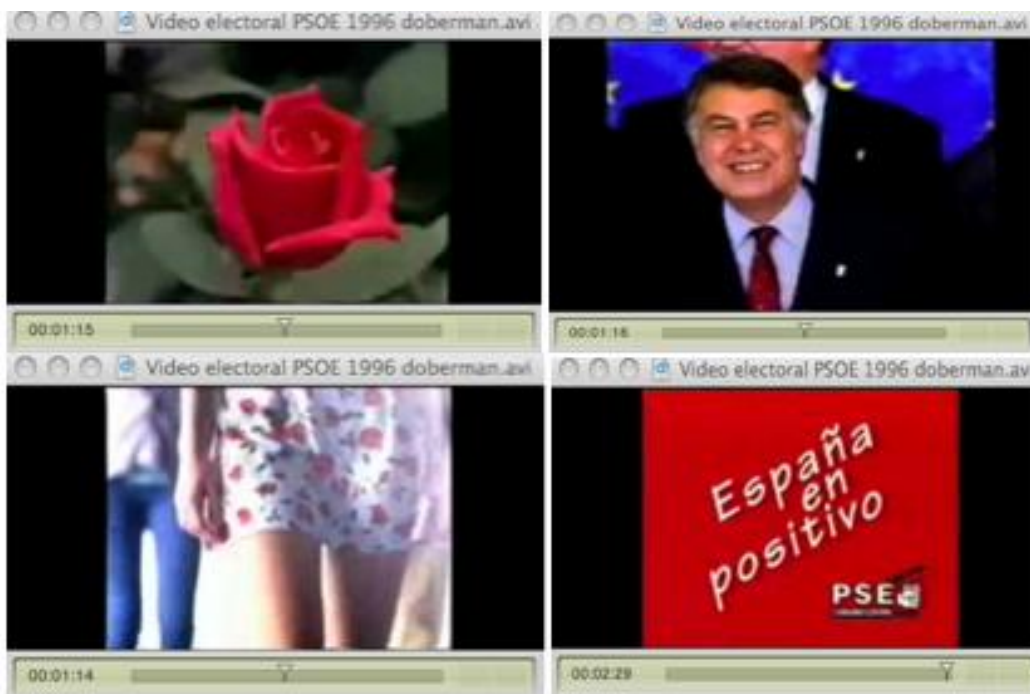 Video electoral PSOE 1996 doberman.avi
00:01:15
Video electoral PSOE 1996 doberman.avi
00:01:16
Video electoral PSOE 1996 doberman.avi
00:01:14
Video electoral PSOE 1996 doberman.avi
España
en
positivo
PSE
00:02:29